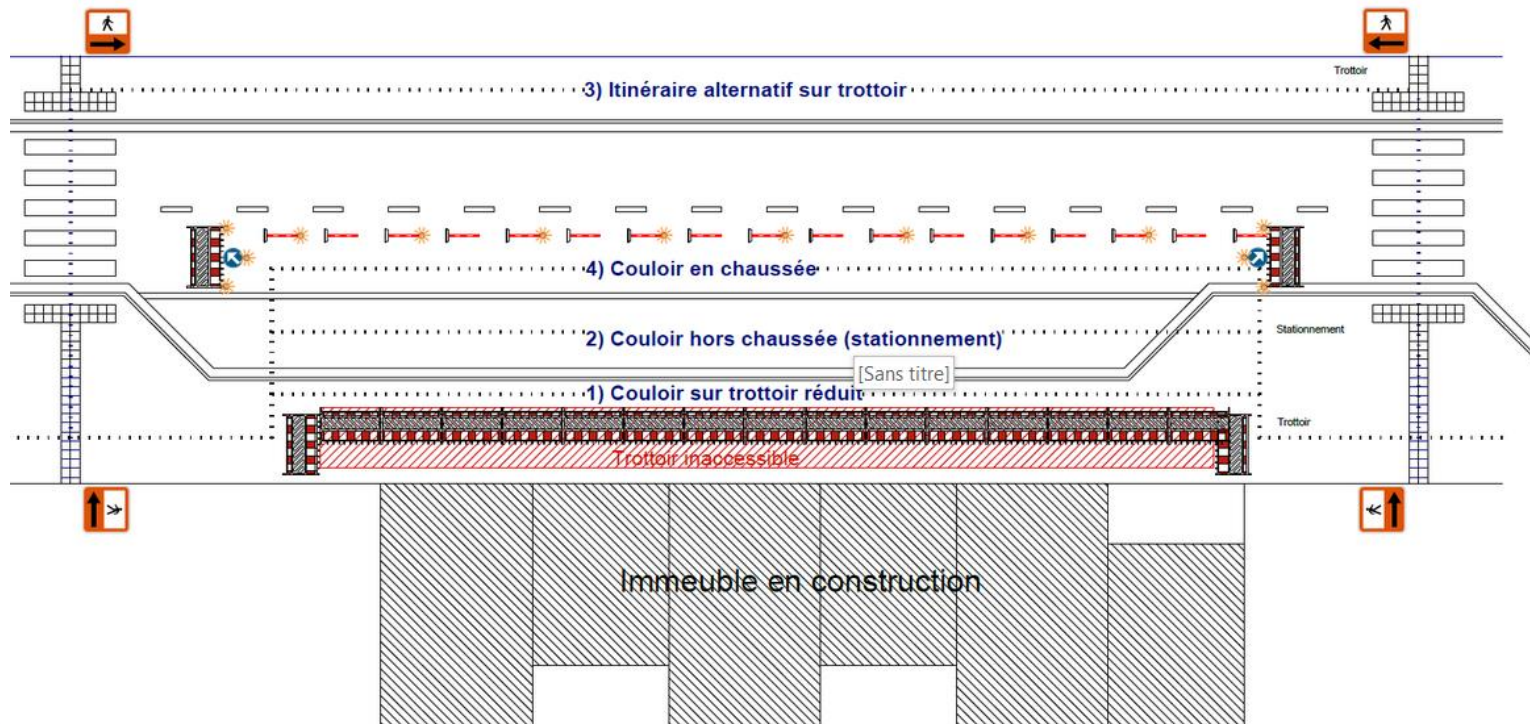 Trottoir
3) Itinéraire alternatif sur trottoir
4) Couloir en chaussée
Stationnement
2) Couloir hors chaussée (stationnement)
[Sans titre]
1) Couloir sur trottoir réduit
Trottoir
Trottoir inaccessible
Immeuble en construction